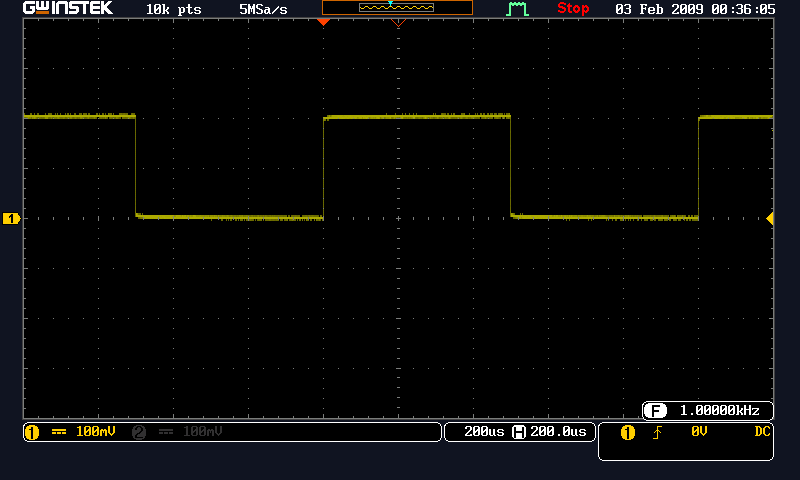 GWINSTEK 10k pts 5MSa/s Stop 03 Feb 2009 00:36:05
1
F 1.00000kHz
1 100mV 2 100mV 200us H 200.0us 1 0V DC